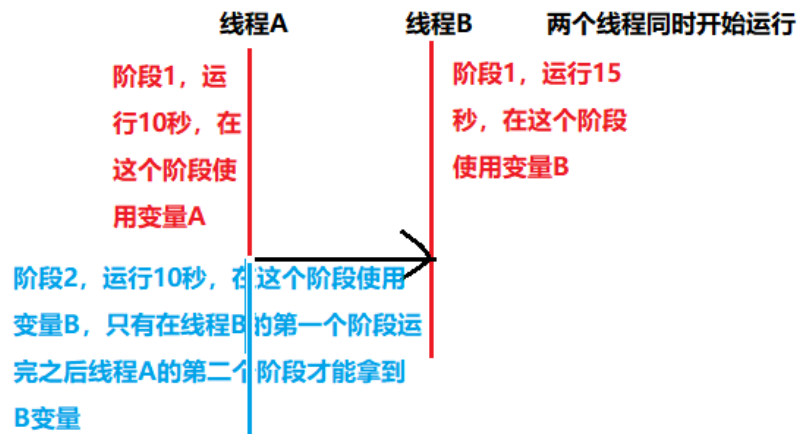 线程A
线程B
两个线程同时开始运行
阶段1，运
行10秒，在
这个阶段使
用变量A
阶段1，运行15
秒，在这个阶段
使用变量B
阶段2，运行10秒，在这个阶段使用
变量B，只有在线程B的第一个阶段运
完之后线程A的第二个阶段才能拿到
B变量